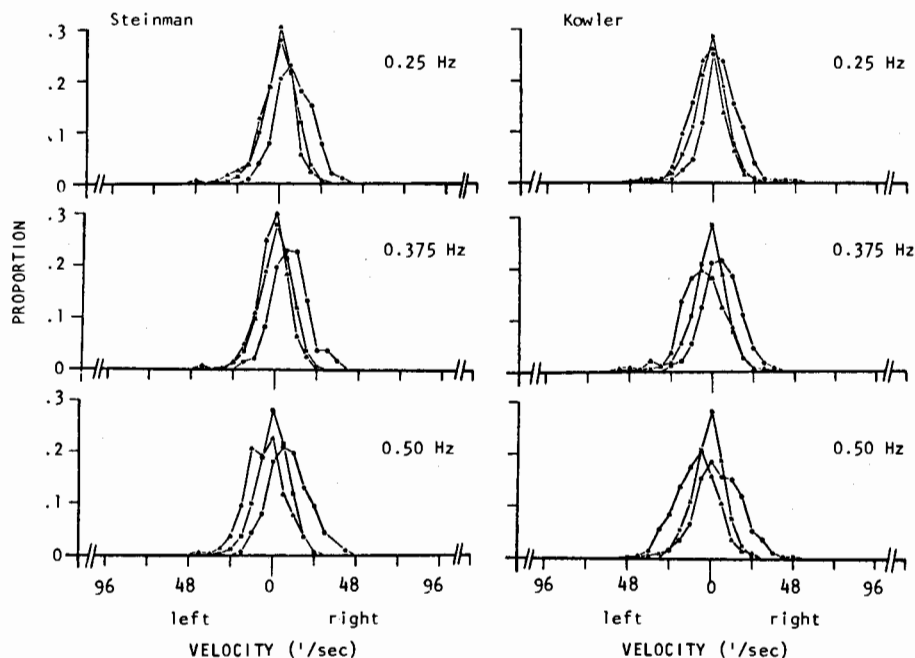 Steinman
Kowler
.3
.2
.1
0
0.25 Hz
0.25 Hz
PROPORTION
.3
.2
.1
0
0.375 Hz
0.375 Hz
.3
.2
.1
0
0.50 Hz
0.50 Hz
96 48 0 48 96
96 48 0 48 96
left right
left right
VELOCITY ('/sec)
VELOCITY ('/sec)